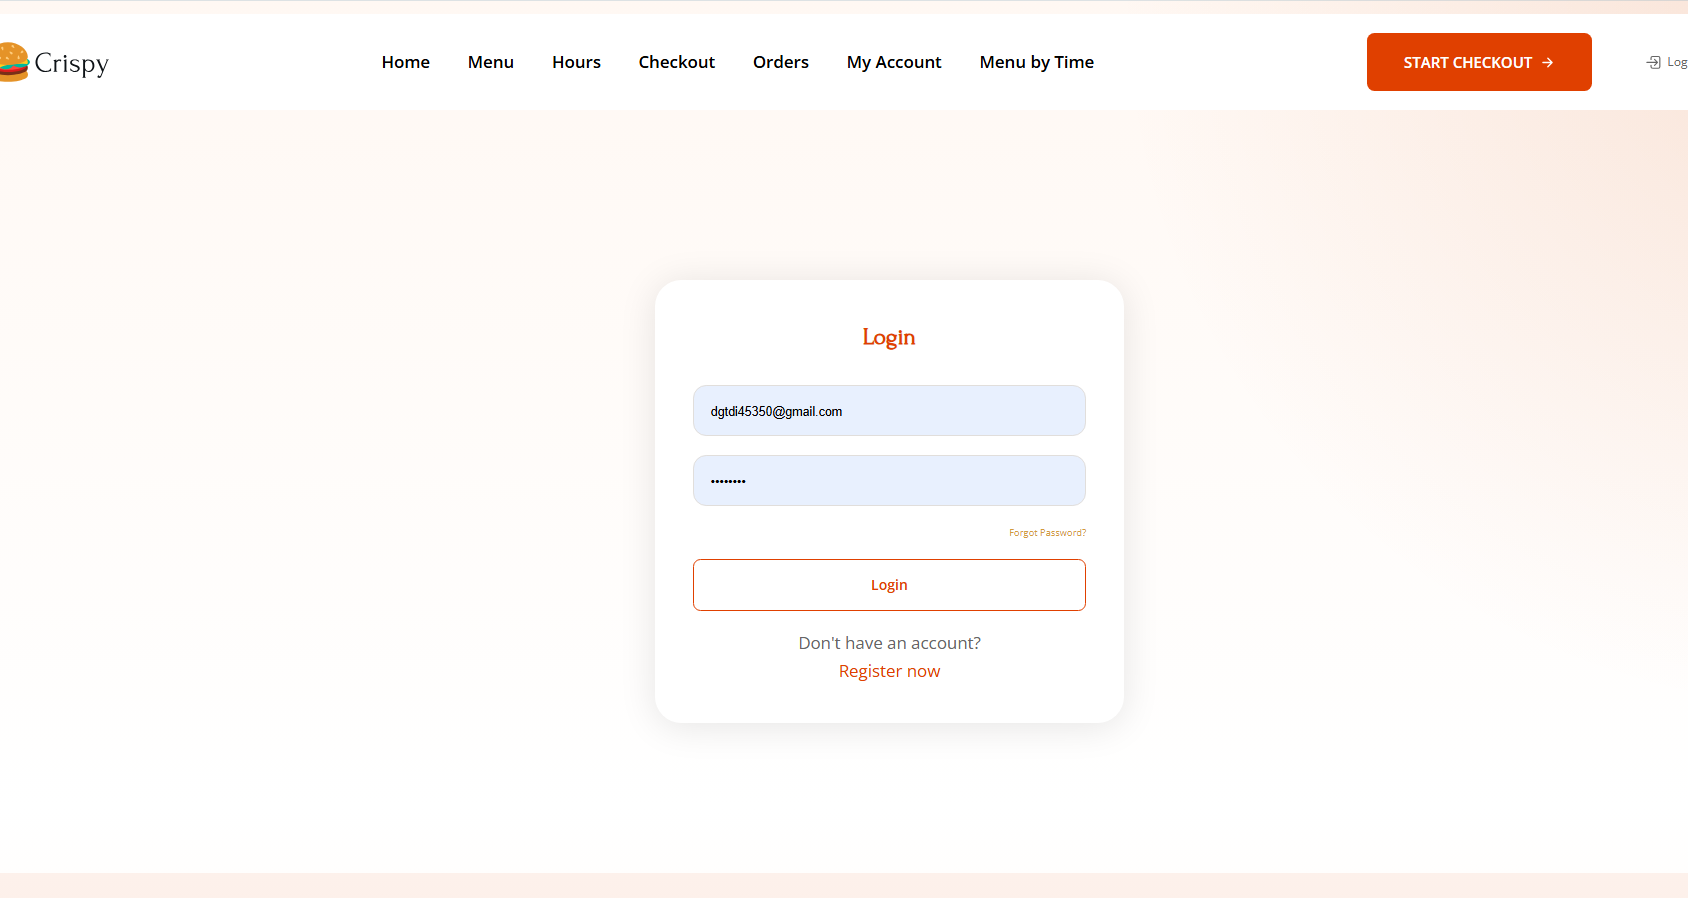 Crispy
Home Menu Hours Checkout Orders My Account Menu by Time
START CHECKOUT
Log
Login
dgtdi45350@gmail.com
••••••••
Forgot Password?
Login
Don't have an account?
Register now